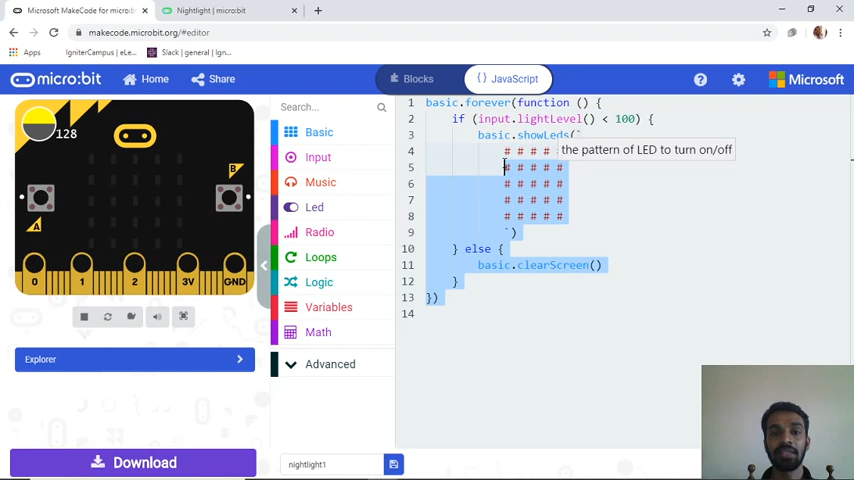 Microsoft MakeCode for micro:b
Nightlight | micro:bit
makecode.microbit.org/#editor
Apps
IgniterCampus | eLe...
Slack | general | Ign...
micro:bit
Home
Share
Blocks
{} JavaScript
Microsoft
128
B
A
0
1
2
3V
GND
Explorer
Download
Search...
Basic
Input
Music
Led
Radio
Loops
Logic
Variables
Math
Advanced
nightlight1
1 basic.forever(function () {
2 if (input.lightLevel() < 100) {
3 basic.showLeds(`
4 # # # #
the pattern of LED to turn on/off
5 # # # # #
6 # # # # #
7 # # # # #
8 # # # # #
9 `)
10 } else {
11 basic.clearScreen()
12 }
13 })
14